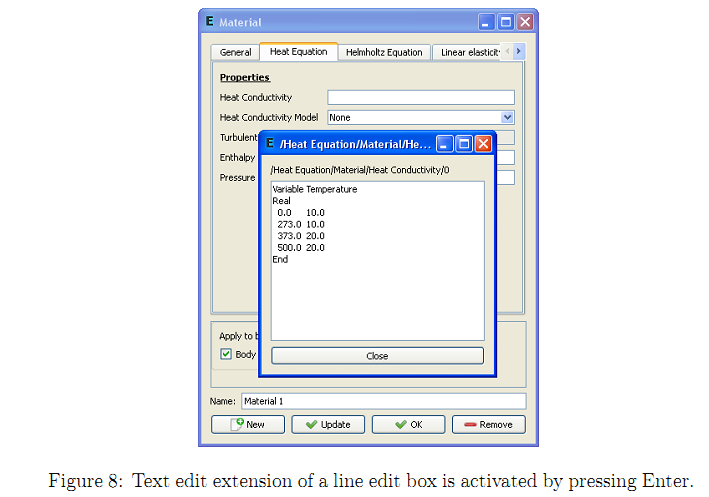 Material
General Heat Equation Helmholtz Equation Linear elasticit
Properties
Heat Conductivity
Heat Conductivity Model None
Turbulent
Enthalpy
Pressure
/Heat Equation/Material/He...
/Heat Equation/Material/Heat Conductivity/0
Variable Temperature
Real
0.0 10.0
273.0 10.0
373.0 20.0
500.0 20.0
End
Close
Apply to b
Body
Name: Material 1
New Update OK Remove
Figure 8: Text edit extension of a line edit box is activated by pressing Enter.